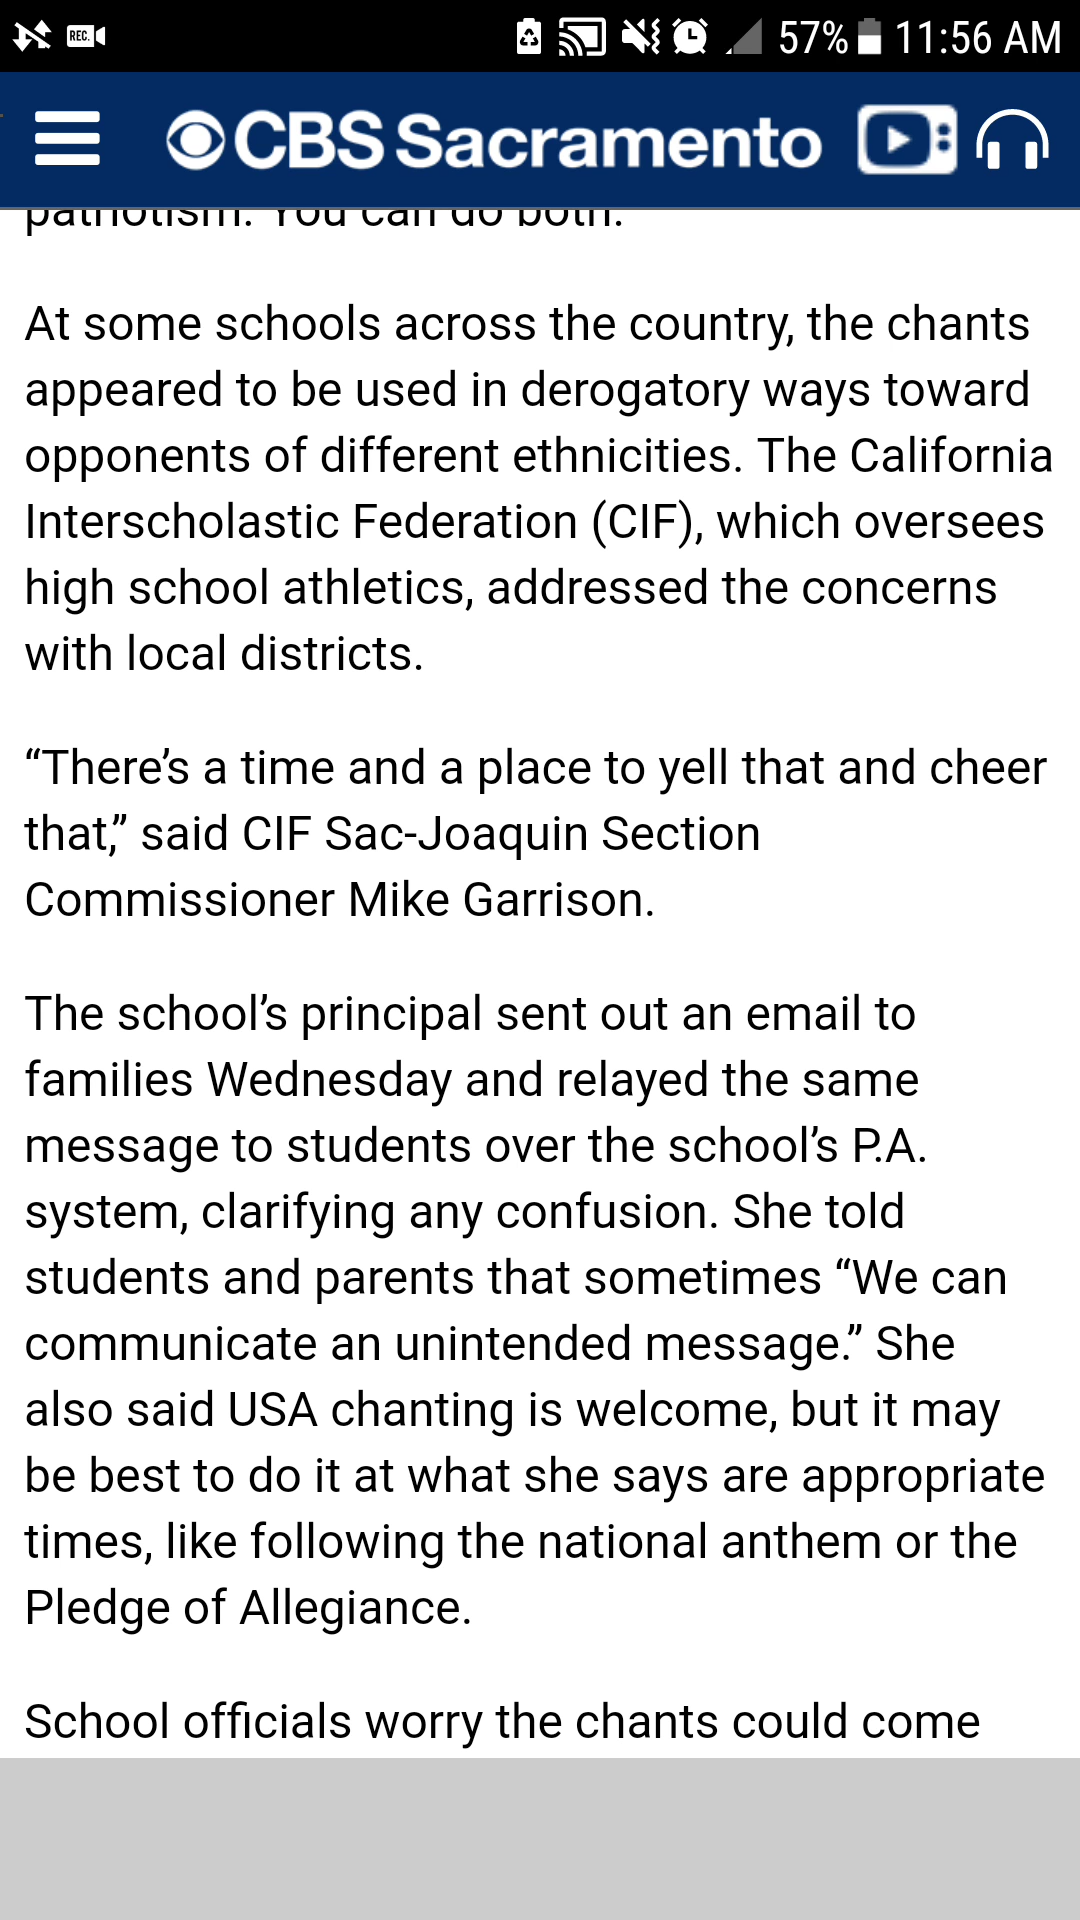 REC. 57% 11:56 AM
CBS Sacramento
patriotism. You can do both.
At some schools across the country, the chants
appeared to be used in derogatory ways toward
opponents of different ethnicities. The California
Interscholastic Federation (CIF), which oversees
high school athletics, addressed the concerns
with local districts.
“There’s a time and a place to yell that and cheer
that,” said CIF Sac-Joaquin Section
Commissioner Mike Garrison.
The school’s principal sent out an email to
families Wednesday and relayed the same
message to students over the school’s P.A.
system, clarifying any confusion. She told
students and parents that sometimes “We can
communicate an unintended message.” She
also said USA chanting is welcome, but it may
be best to do it at what she says are appropriate
times, like following the national anthem or the
Pledge of Allegiance.
School officials worry the chants could come